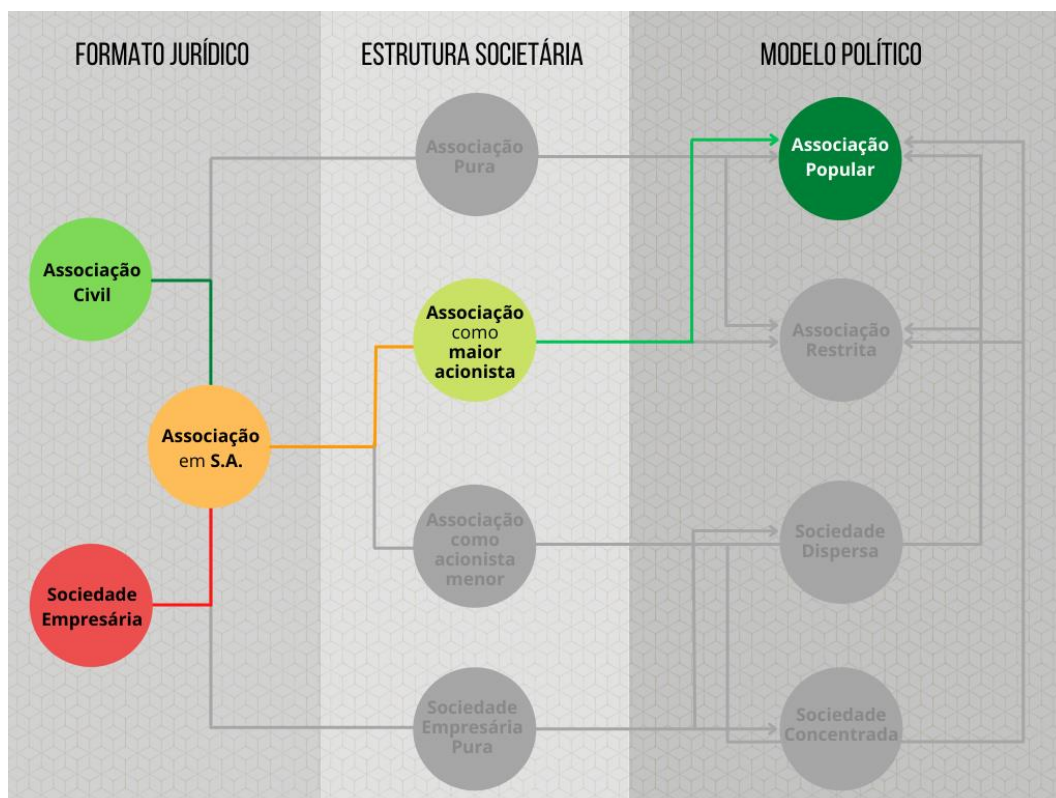 FORMATO JURÍDICO
ESTRUTURA SOCIETÁRIA
MODELO POLÍTICO
Associação
Civil
Associação
em S.A.
Sociedade
Empresária
Associação
Pura
Associação
como
maior
acionista
Associação
como
acionista
menor
Sociedade
Empresária
Pura
Associação
Popular
Associação
Restrita
Sociedade
Dispersa
Sociedade
Concentrada